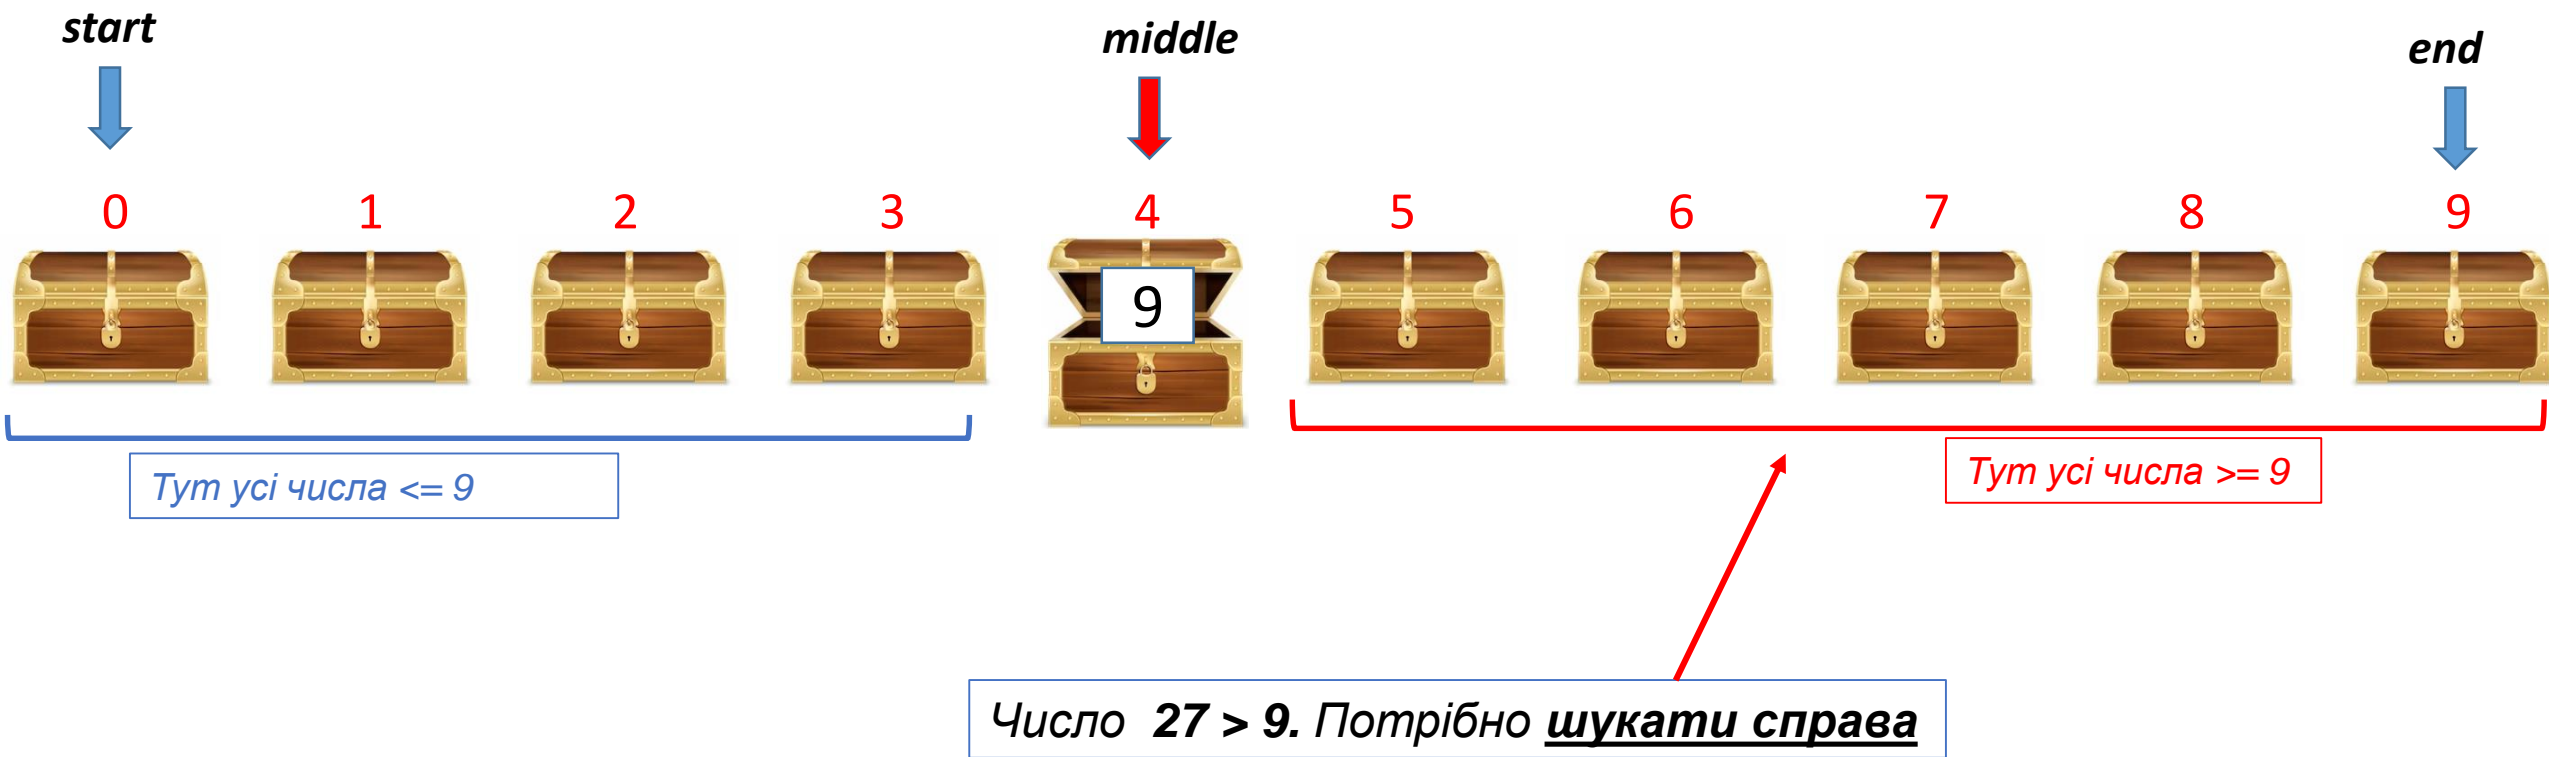 start
middle
end
0 1 2 3 4 5 6 7 8 9
9
Тут усі числа <= 9
Тут усі числа >= 9
Число 27 > 9. Потрібно шукати справа